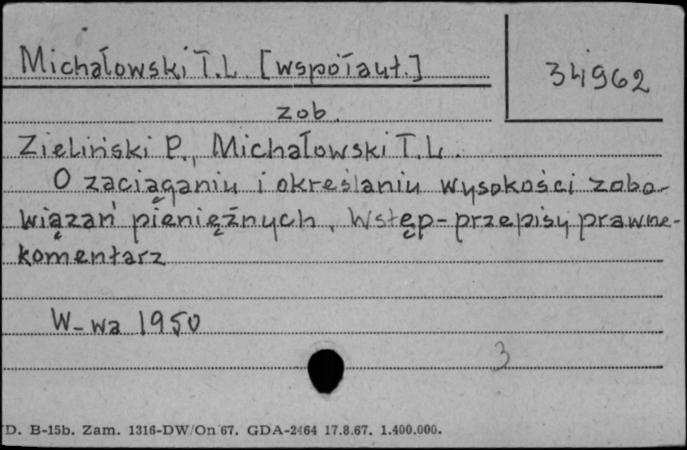 Michałowski T.L. [współaut.]
34962
zob.
Zieliński P., Michałowski T.L.
O zaciąganiu i określaniu wysokości zobo-
wiązań pieniężnych. Wstęp-przepisy prawne-
komentarz
W-wa 1950
3
D. B-15b. Zam. 1316-DW/On 67. GDA-2464 17.8.67. 1.400.000.